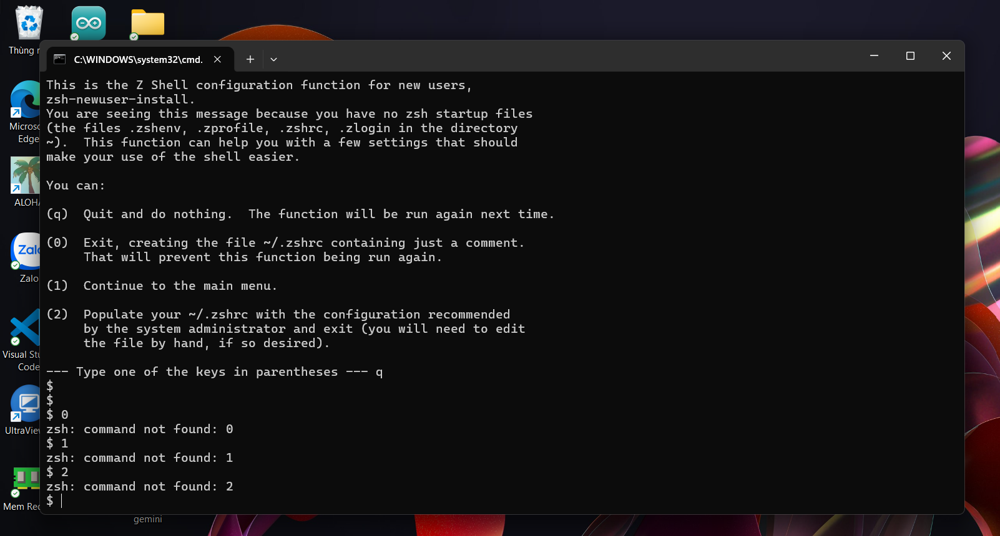 Thùng
C:\WINDOWS\system32\cmd.
This is the Z Shell configuration function for new users,
zsh-newuser-install.
You are seeing this message because you have no zsh startup files
(the files .zshenv, .zprofile, .zshrc, .zlogin in the directory
~).  This function can help you with a few settings that should
make your use of the shell easier.
You can:
(q)  Quit and do nothing.  The function will be run again next time.
(0)  Exit, creating the file ~/.zshrc containing just a comment.
That will prevent this function being run again.
(1)  Continue to the main menu.
(2)  Populate your ~/.zshrc with the configuration recommended
by the system administrator and exit (you will need to edit
the file by hand, if so desired).
--- Type one of the keys in parentheses --- q
$
$
$ 0
zsh: command not found: 0
$ 1
zsh: command not found: 1
$ 2
zsh: command not found: 2
$
Edge
Zalo
Visual
Code
Mem
gemini